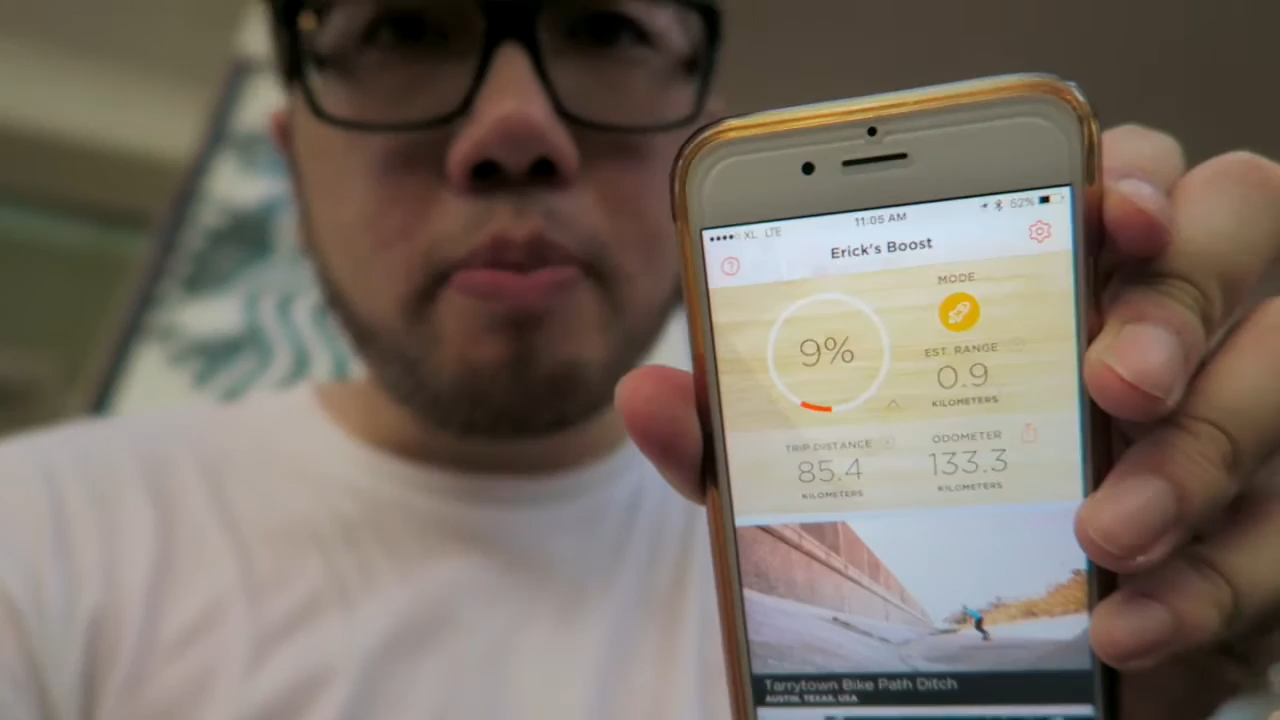 XL LTE 11:05 AM 52%
Erick's Boost
MODE
9%
EST. RANGE
0.9
KILOMETERS
TRIP DISTANCE
85.4
KILOMETERS
ODOMETER
133.3
KILOMETERS
Tarrytown Bike Path Ditch
AUSTIN, TEXAS, USA